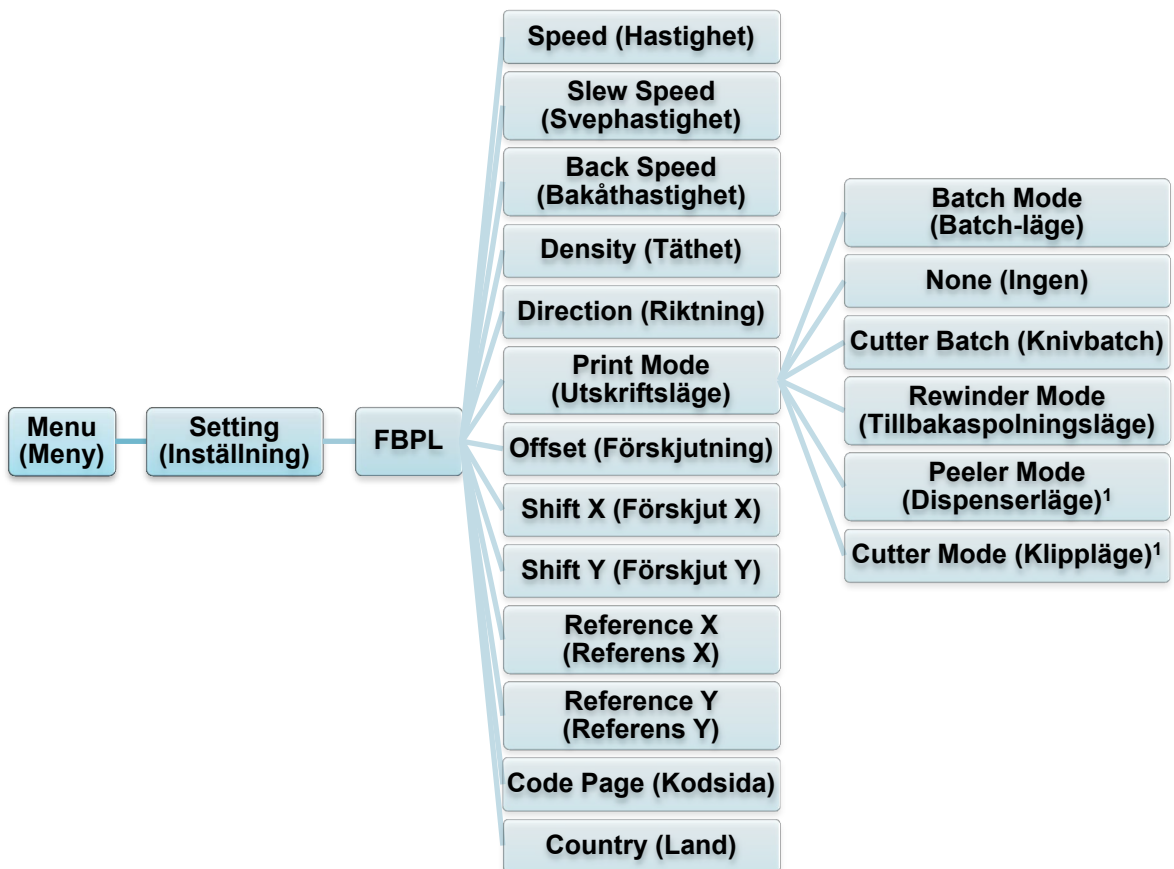 Menu
(Meny)
Setting
(Inställning)
FBPL
Speed (Hastighet)
Slew Speed
(Svephastighet)
Back Speed
(Bakåthastighet)
Density (Täthet)
Direction (Riktning)
Print Mode
(Utskriftsläge)
Offset (Förskjutning)
Shift X (Förskjut X)
Shift Y (Förskjut Y)
Reference X
(Referens X)
Reference Y
(Referens Y)
Code Page (Kodsida)
Country (Land)
Batch Mode
(Batch-läge)
None (Ingen)
Cutter Batch (Knivbatch)
Rewinder Mode
(Tillbakaspolningsläge)
Peeler Mode
(Dispenserläge)¹
Cutter Mode (Klippläge)¹